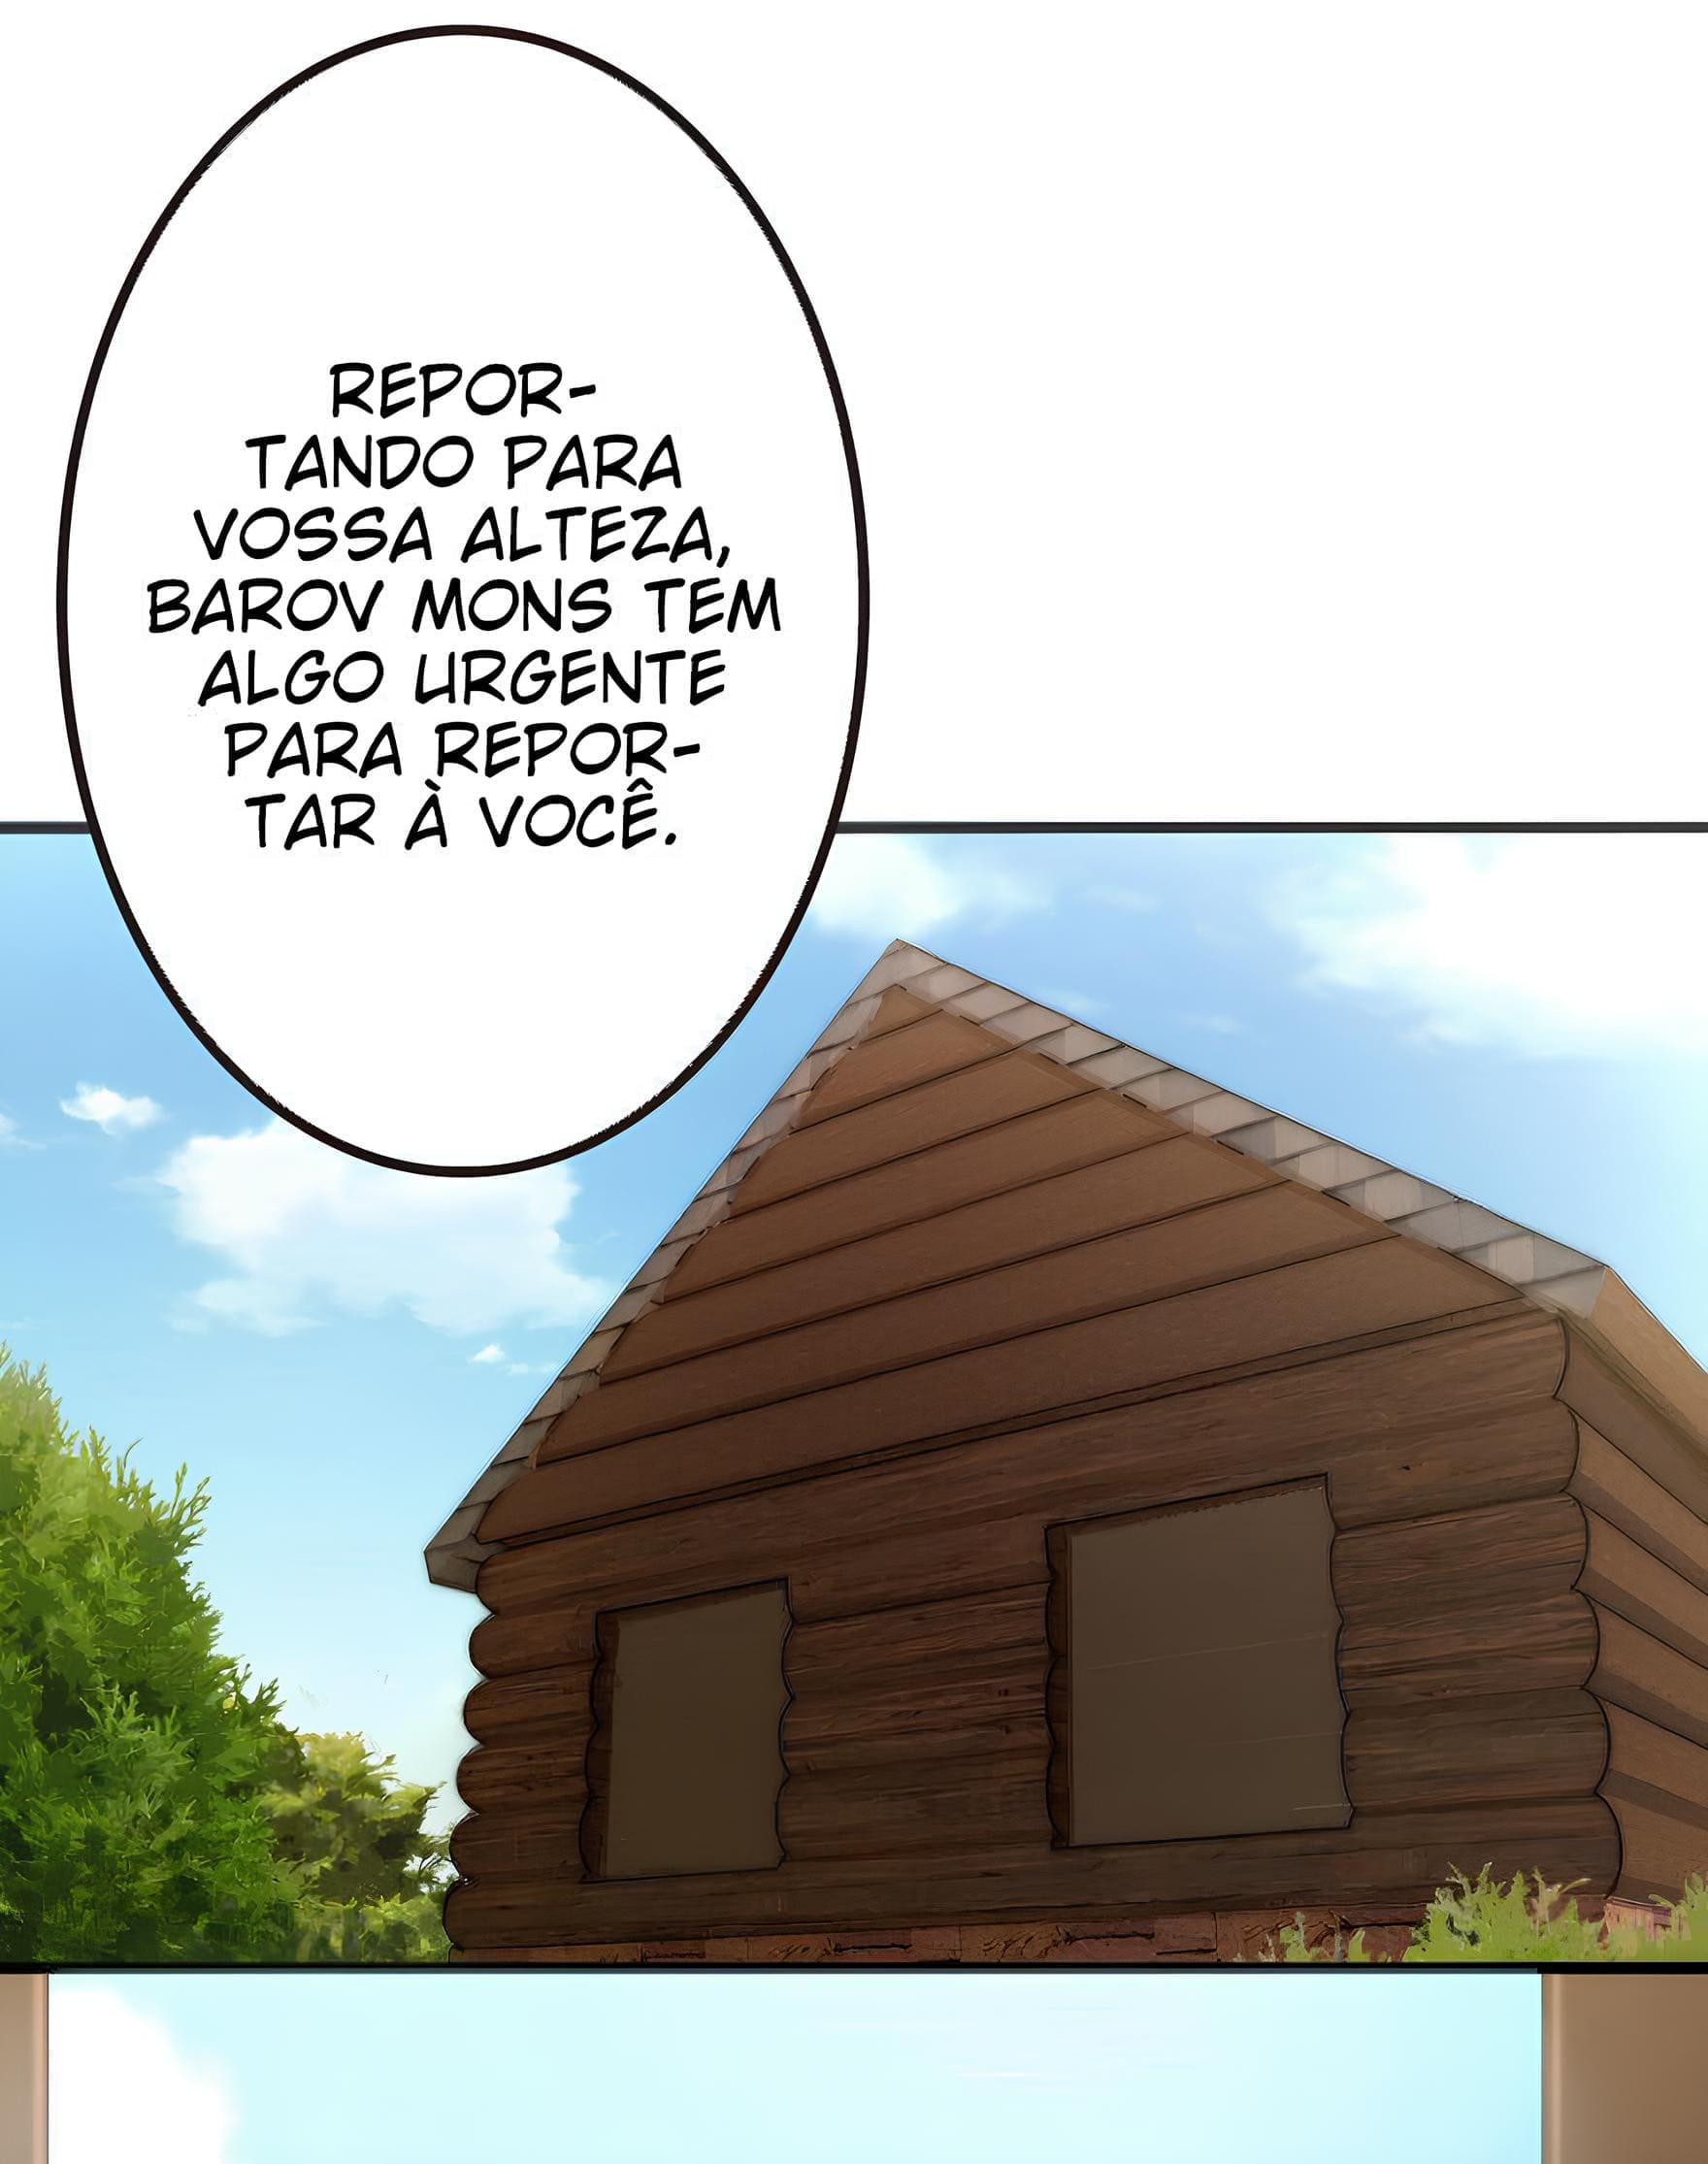 REPOR-
TANDO PARA
VOSSA ALTEZA,
BAROV MONS TEM
ALGO URGENTE
PARA REPOR-
TAR À VOCÊ.